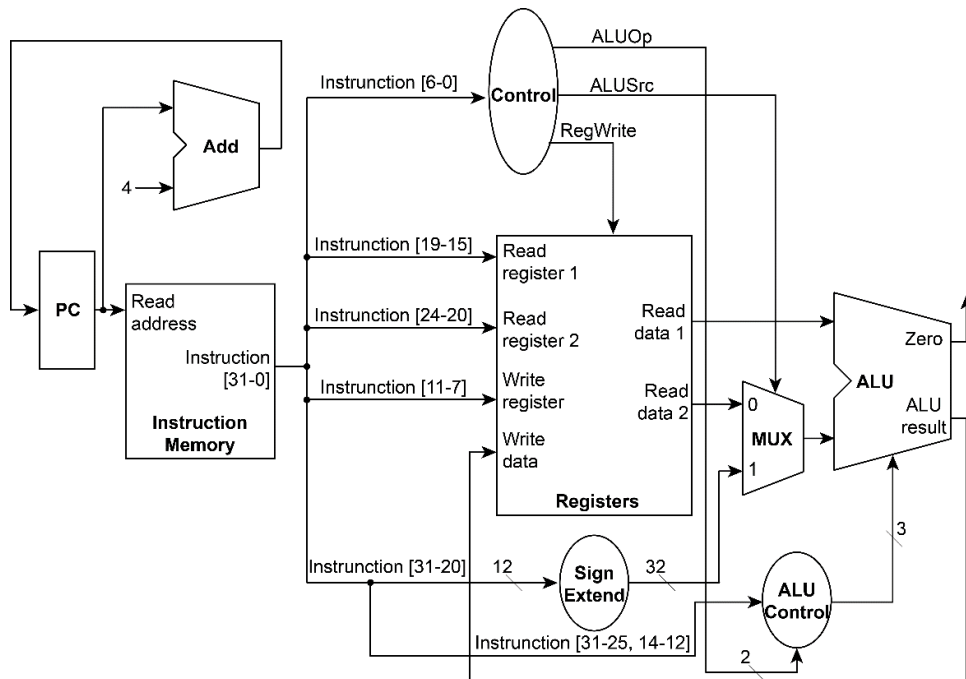 ALUOp
Instrunction [6-0]
Control
ALUSrc
RegWrite
Add
4
Instrunction [19-15]
Read
register 1
PC
Read
address
Instrunction [24-20]
Read
register 2
Read
data 1
Zero
Instruction
[31-0]
Instrunction [11-7]
Write
register
Read
data 2
0
ALU
ALU
result
Instruction
Memory
Write
data
MUX
1
Registers
3
Instrunction [31-20]
12
Sign
Extend
32
ALU
Control
Instrunction [31-25, 14-12]
2